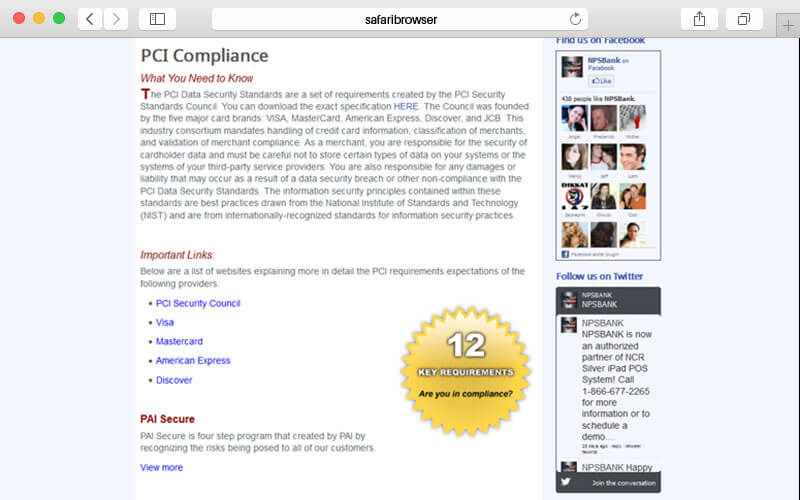 safaribrowser
PCI Compliance
What You Need to Know
The PCI Data Security Standards are a set of requirements created by the PCI Security
Standards Council. You can download the exact specification HERE. The Council was founded
by the five major card brands: VISA, MasterCard, American Express, Discover, and JCB. This
industry consortium mandates handling of credit card information, classification of merchants,
and validation of merchant compliance. As a merchant, you are responsible for the security of
cardholder data and must be careful not to store certain types of data on your systems or the
systems of your third-party service providers. You are also responsible for any damages or
liability that may occur as a result of a data security breach or other non-compliance with the
PCI Data Security Standards. The information security principles contained within these
standards are best practices drawn from the National Institute of Standards and Technology
(NIST) and are from internationally-recognized standards for information security practices.
Important Links:
Below are a list of websites explaining more in detail the PCI requirements expectations of the
following providers.
PCI Security Council
Visa
Mastercard
American Express
Discover
12
KEY REQUIREMENTS
Are you in compliance?
PAI Secure
PAI Secure is four step program that created by PAI by
recognizing the risks being posed to all of our customers.
View more
Find us on Facebook
NPSBank on
Facebook
Like
438 people like NPSBank.
Angel Frederick
Nancy Jeff Liam
DIKKAT
Facebook social plugin
Follow us on Twitter
NPSBANK
NPSBANK
NPSBANK
NPSBANK is now
an authorized
partner of NCR
Silver iPad POS
System! Call
1-866-677-2265
for more
information or to
schedule a
demo....
20 days ago · reply · retweet ·
favorite
NPSBANK Happy
Join the conversation